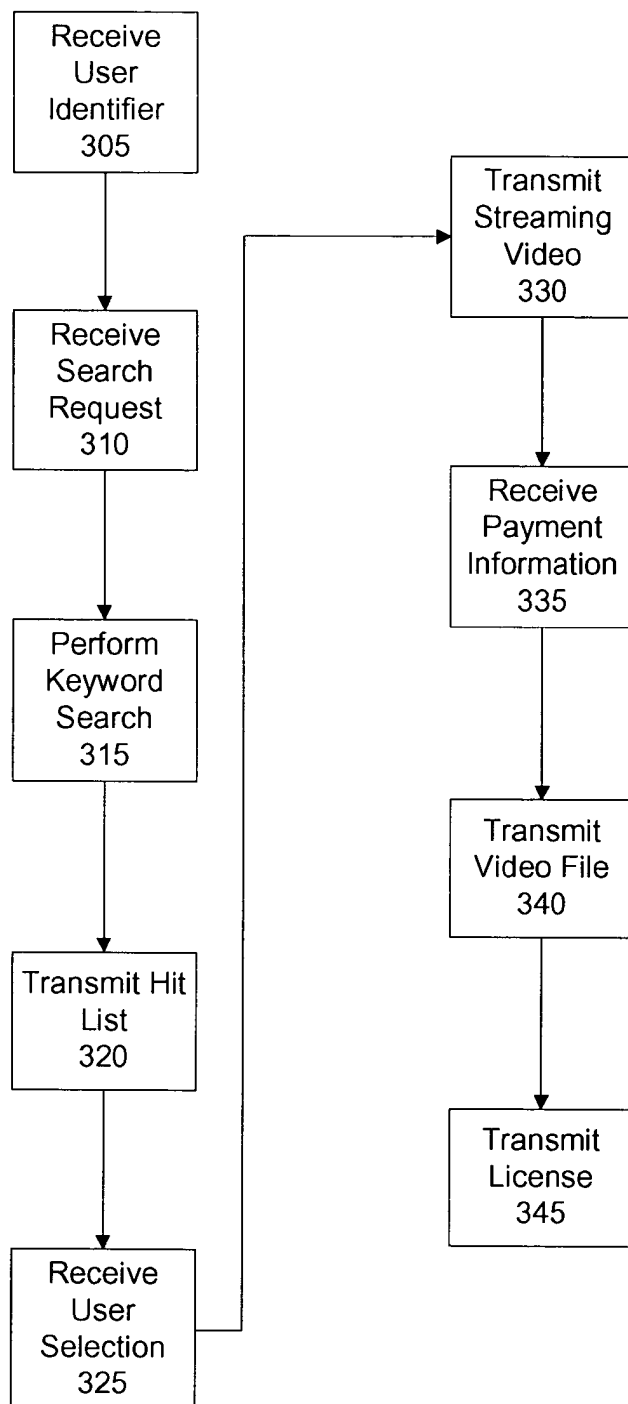 Receive
User
Identifier
305
Receive
Search
Request
310
Perform
Keyword
Search
315
Transmit Hit
List
320
Receive
User
Selection
325
Transmit
Streaming
Video
330
Receive
Payment
Information
335
Transmit
Video File
340
Transmit
License
345